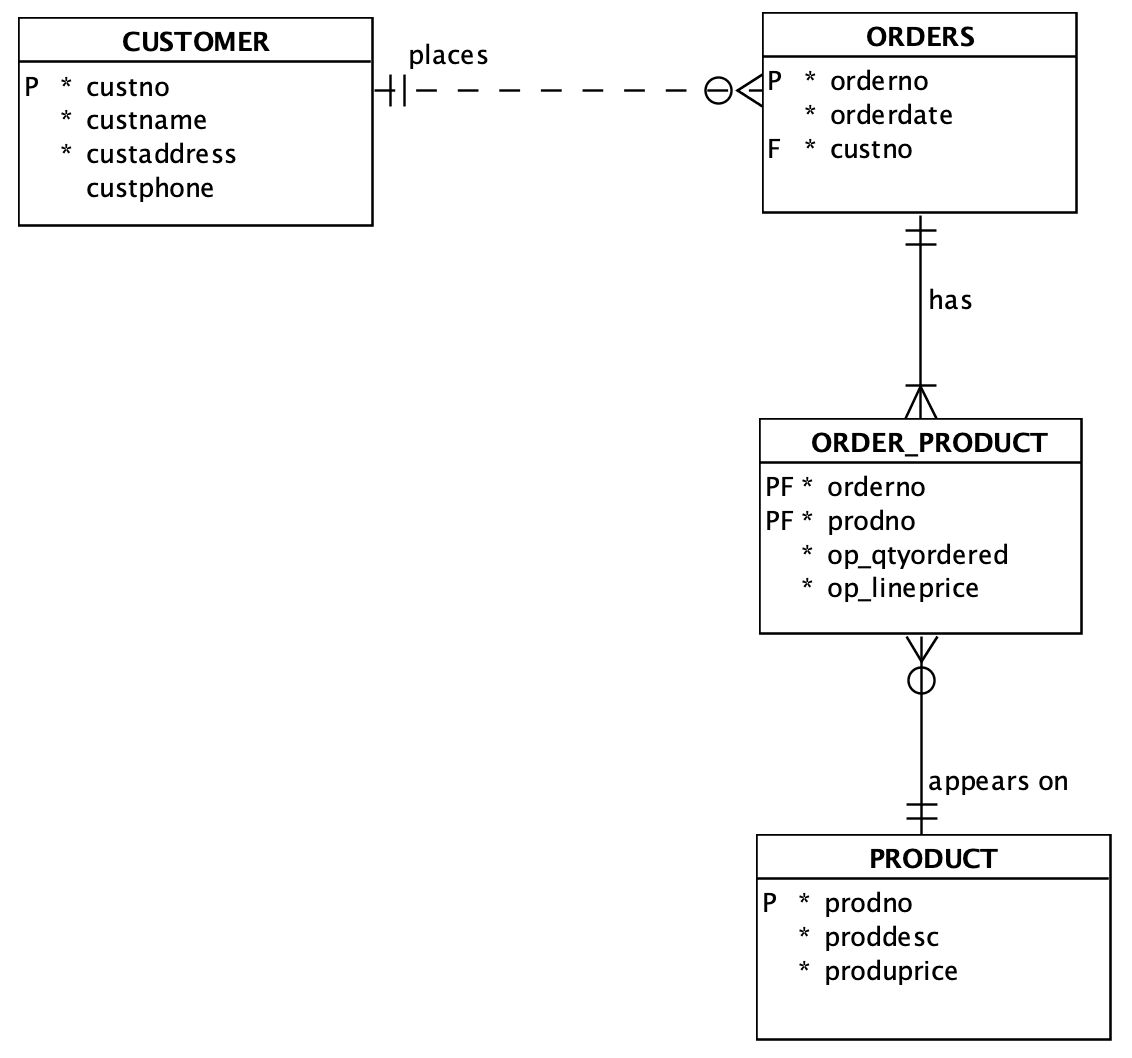 CUSTOMER
P * custno
* custname
* custaddress
custphone
places
ORDERS
P * orderno
* orderdate
F * custno
has
ORDER_PRODUCT
PF * orderno
PF * prodno
* op_qtyordered
* op_lineprice
appears on
PRODUCT
P * prodno
* proddesc
* produprice